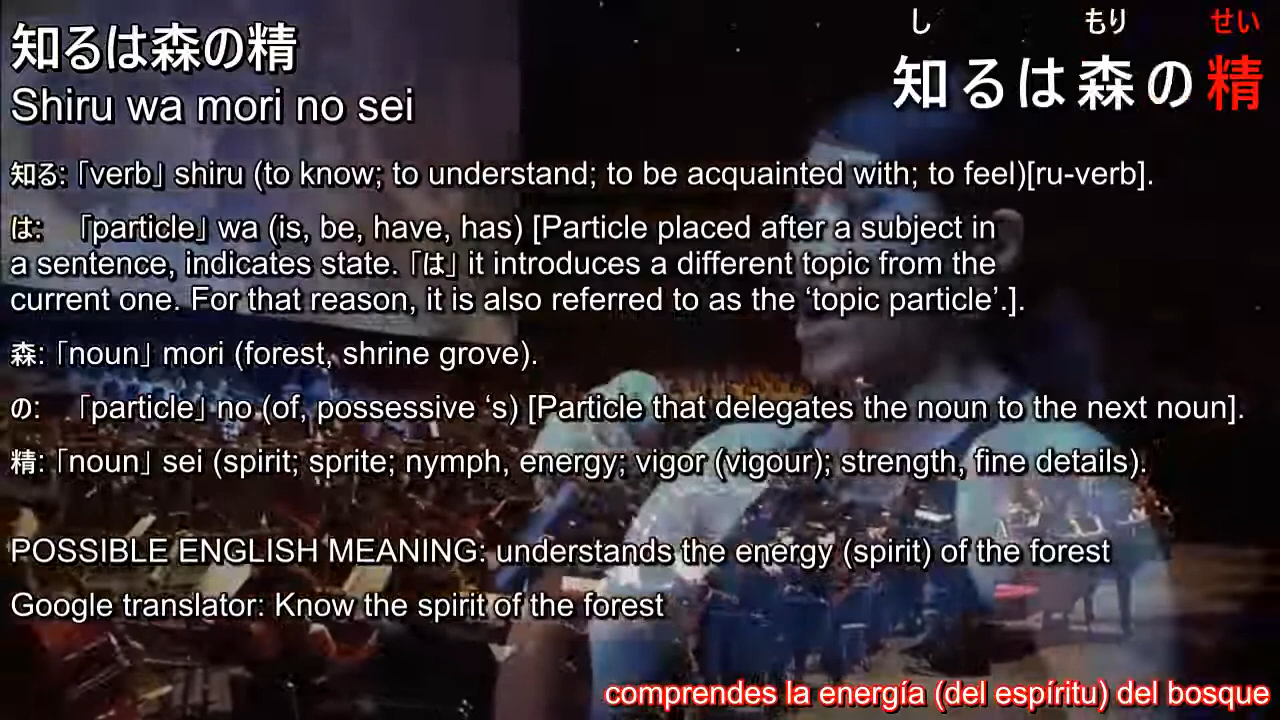 知るは森の精
Shiru wa mori no sei
し もり せい
知るは森の精
知る: 「verb」 shiru (to know; to understand; to be acquainted with; to feel)[ru-verb].
は: 「particle」 wa (is, be, have, has) [Particle placed after a subject in
a sentence, indicates state. 「は」 it introduces a different topic from the
current one. For that reason, it is also referred to as the ‘topic particle’.].
森: 「noun」 mori (forest, shrine grove).
の: 「particle」 no (of, possessive ‘s) [Particle that delegates the noun to the next noun].
精: 「noun」 sei (spirit; sprite; nymph, energy; vigor (vigour); strength, fine details).
POSSIBLE ENGLISH MEANING: understands the energy (spirit) of the forest
Google translator: Know the spirit of the forest
comprendes la energía (del espíritu) del bosque